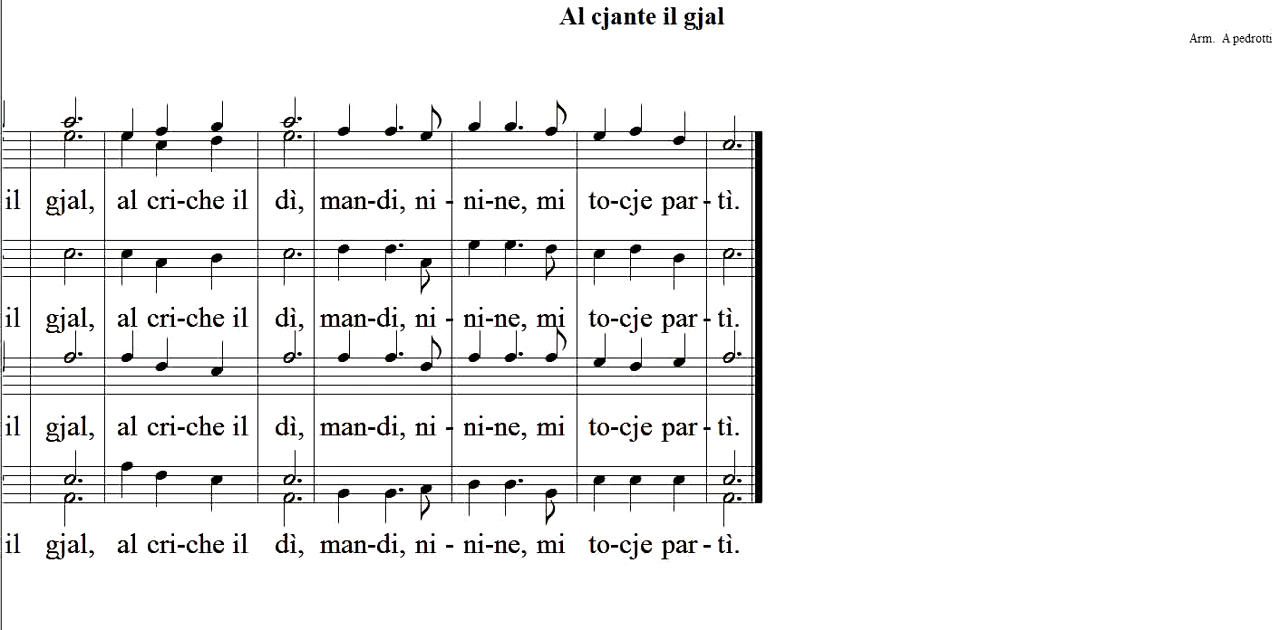 Al cjante il gjal
Arm. A pedrotti
il gjal, al cri-che il dì, man-di, ni - ni-ne, mi to-cje par - tì.
il gjal, al cri-che il dì, man-di, ni - ni-ne, mi to-cje par - tì.
il gjal, al cri-che il dì, man-di, ni - ni-ne, mi to-cje par - tì.
il gjal, al cri-che il dì, man-di, ni - ni-ne, mi to-cje par - tì.